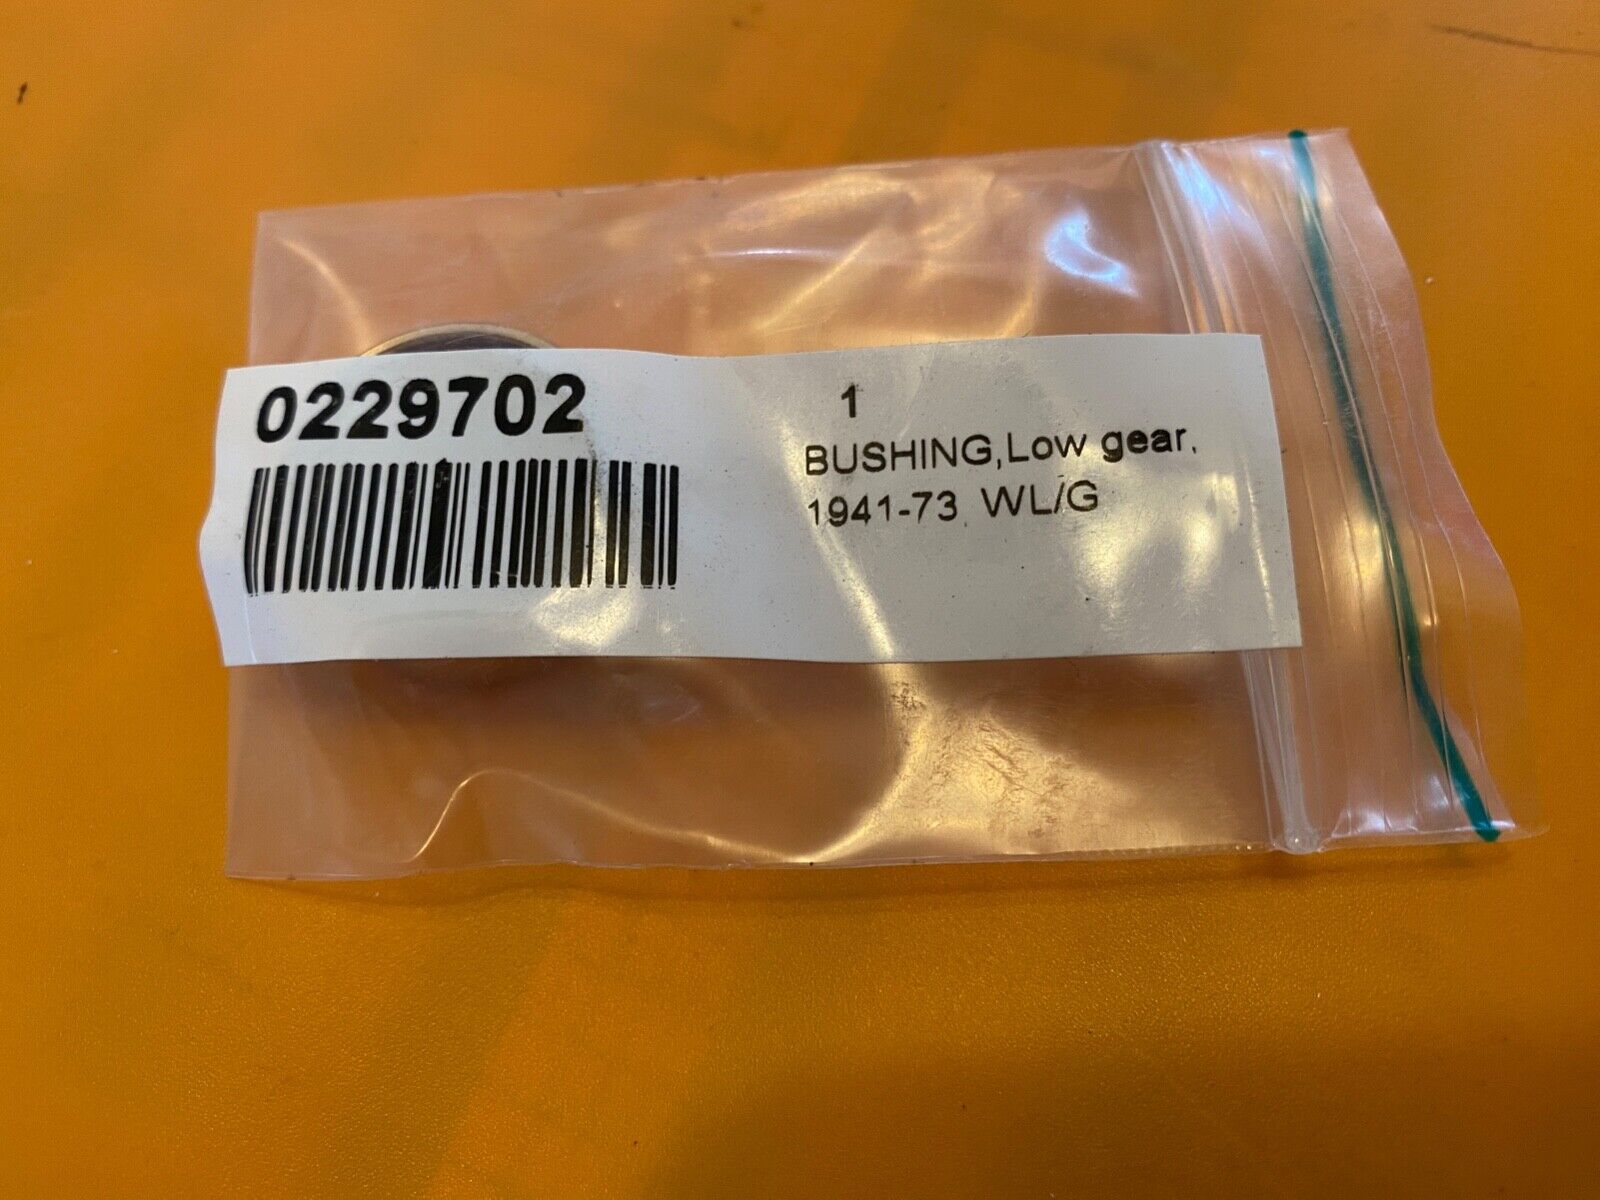 0229702
1
BUSHING,Low gear,
1941-73, WL/G